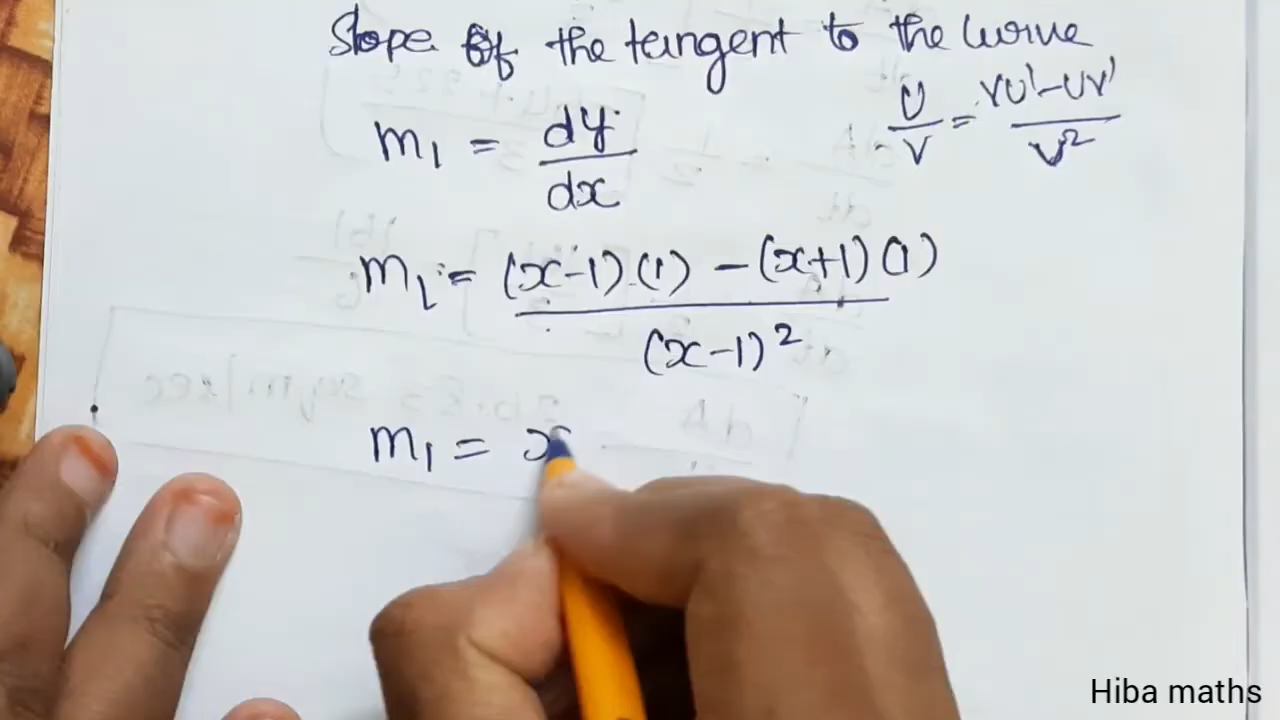 Slope of the tangent to the curve
m₁ = dy/dx
U/V = VU' - UV'/V²
m₁ = (x-1)(1) - (x+1)(1)/(x-1)²
m₁ = x
Hiba maths